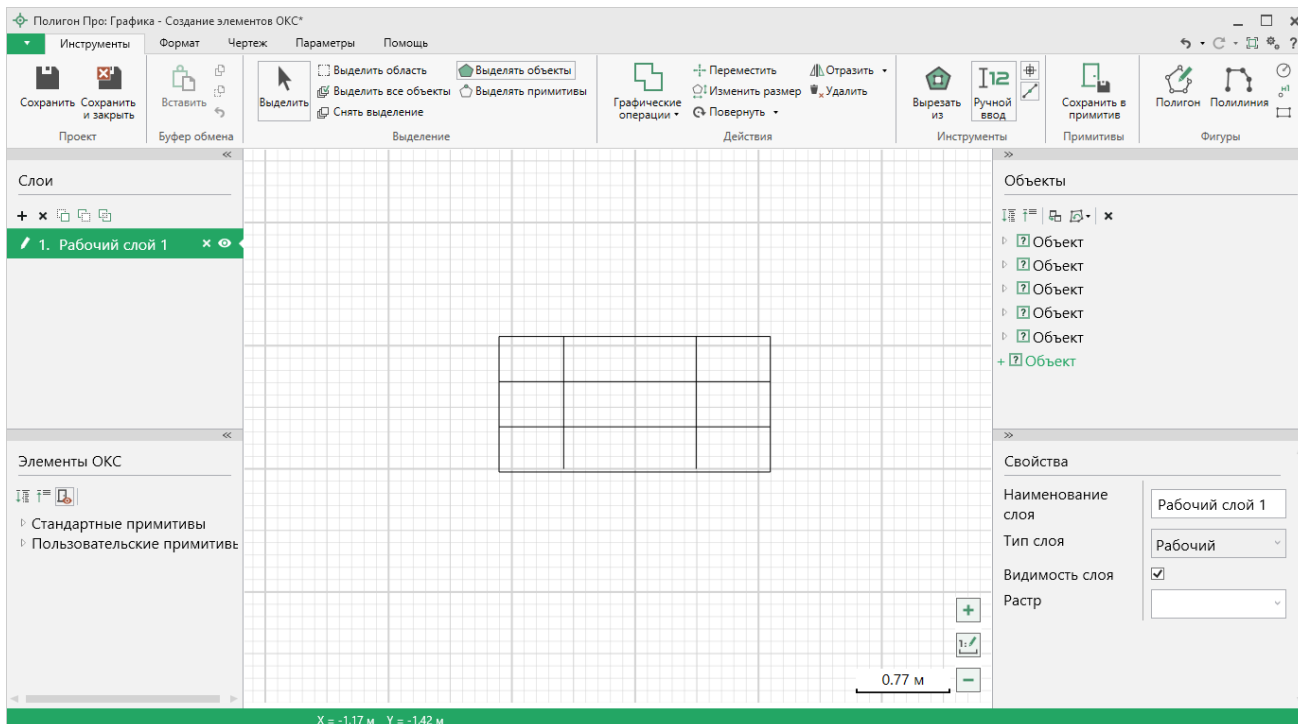 Полигон Про: Графика - Создание элементов ОКС*
Инструменты Формат Чертеж Параметры Помощь
Сохранить
Сохранить и закрыть
Проект
Вставить
Буфер обмена
Выделить
Выделить область
Выделить все объекты
Снять выделение
Выделять объекты
Выделять примитивы
Выделение
Графические операции
Переместить
Изменить размер
Повернуть
Отразить
Удалить
Действия
Вырезать из
Ручной ввод
Инструменты
Сохранить в примитив
Примитивы
Полигон
Полилиния
Фигуры
Слои
1. Рабочий слой 1
Элементы ОКС
Стандартные примитивы
Пользовательские примитивы
0.77 м
Объекты
Объект
Объект
Объект
Объект
Объект
+ Объект
Свойства
Наименование слоя
Рабочий слой 1
Тип слоя
Рабочий
Видимость слоя
Растр
X = -1.17 м Y = -1.42 м